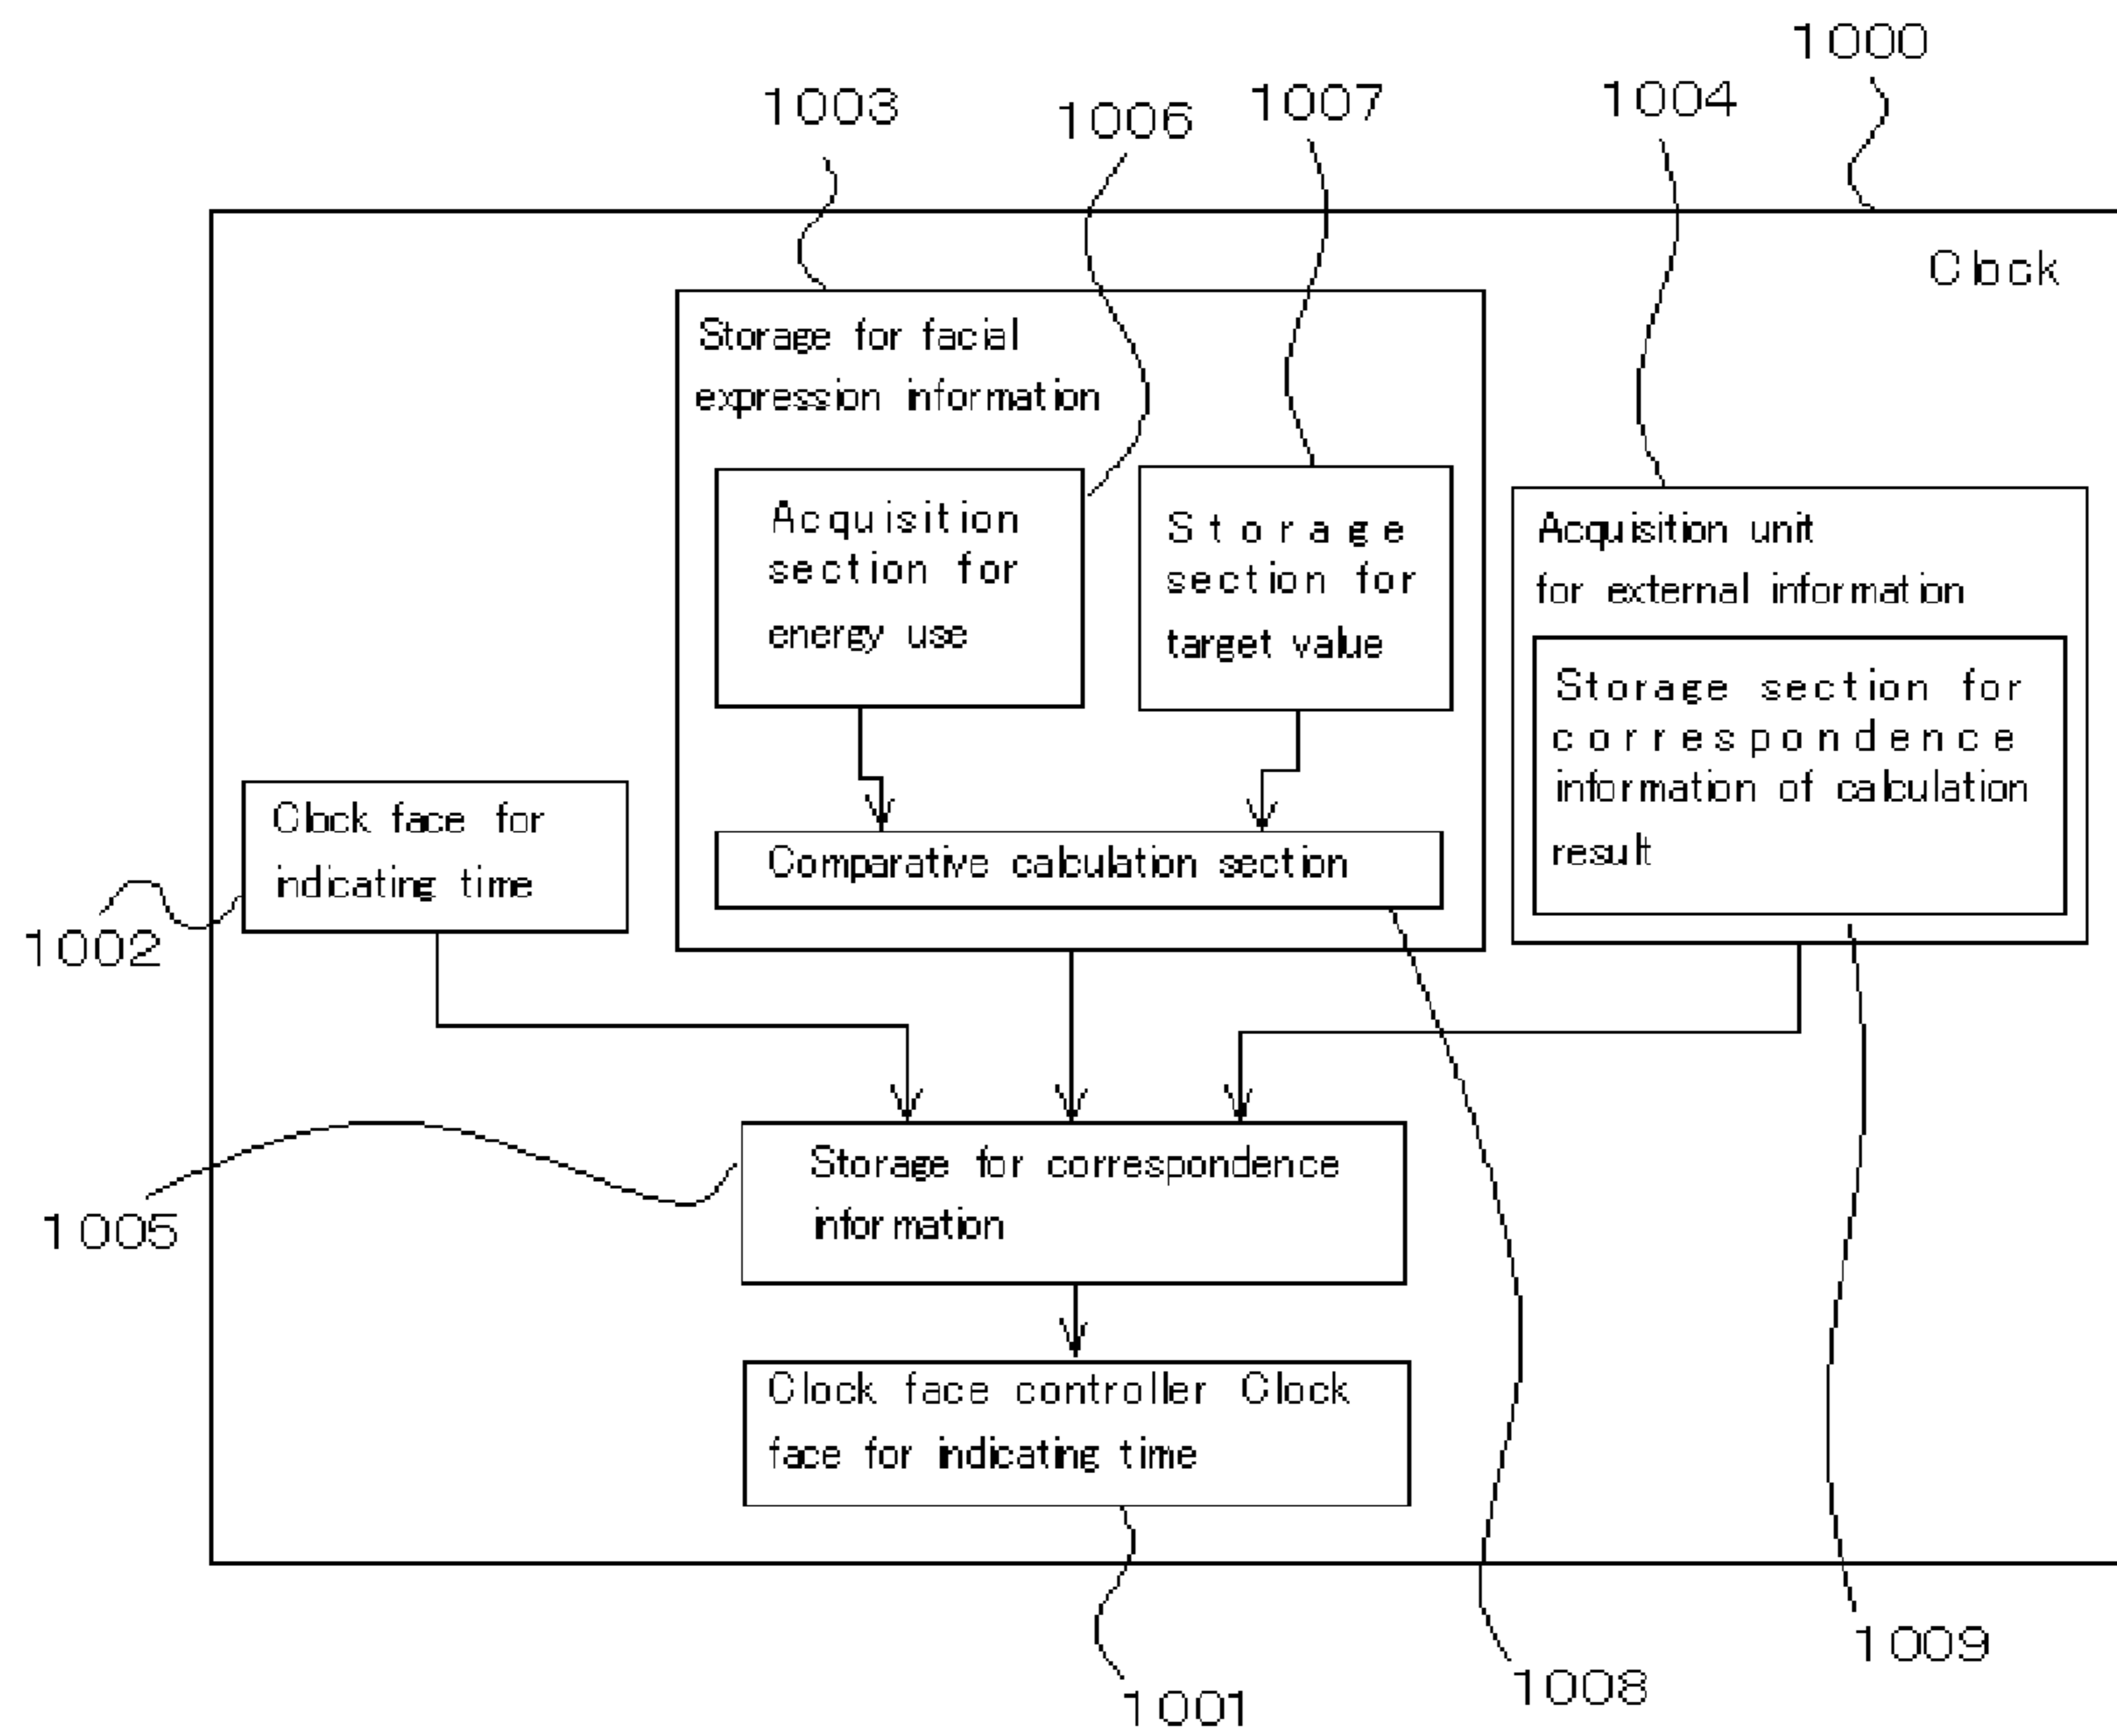 1000
1003
1006
1007
1004
Clock
Storage for facial
expression information
Acquisition
section for
energy use
Storage
section for
target value
Acquisition unit
for external information
Storage section for
correspondence
information of calculation
result
Clock face for
indicating time
Comparative calculation section
1002
Storage for correspondence
information
1005
Clock face controller Clock
face for indicating time
1009
1008
1001